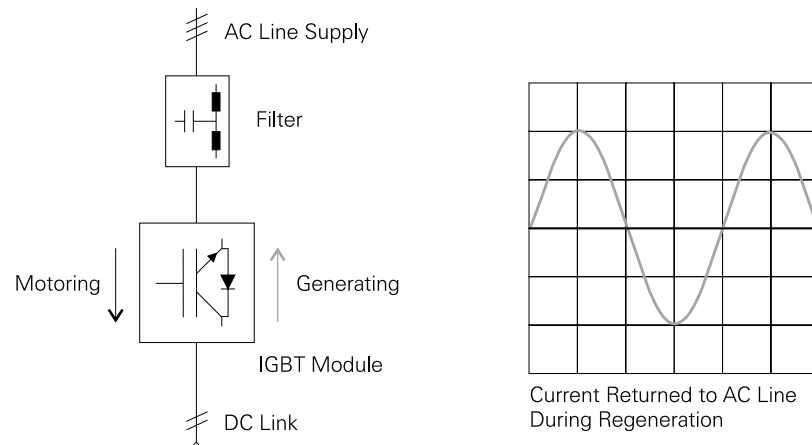 AC Line Supply
Filter
Motoring
Generating
IGBT Module
DC Link
Current Returned to AC Line
During Regeneration